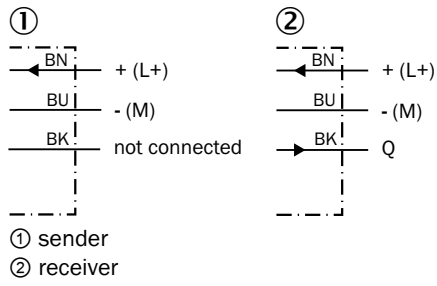 ① ②
BN + (L+) BN + (L+)
BU - (M) BU - (M)
BK not connected BK Q
① sender
② receiver